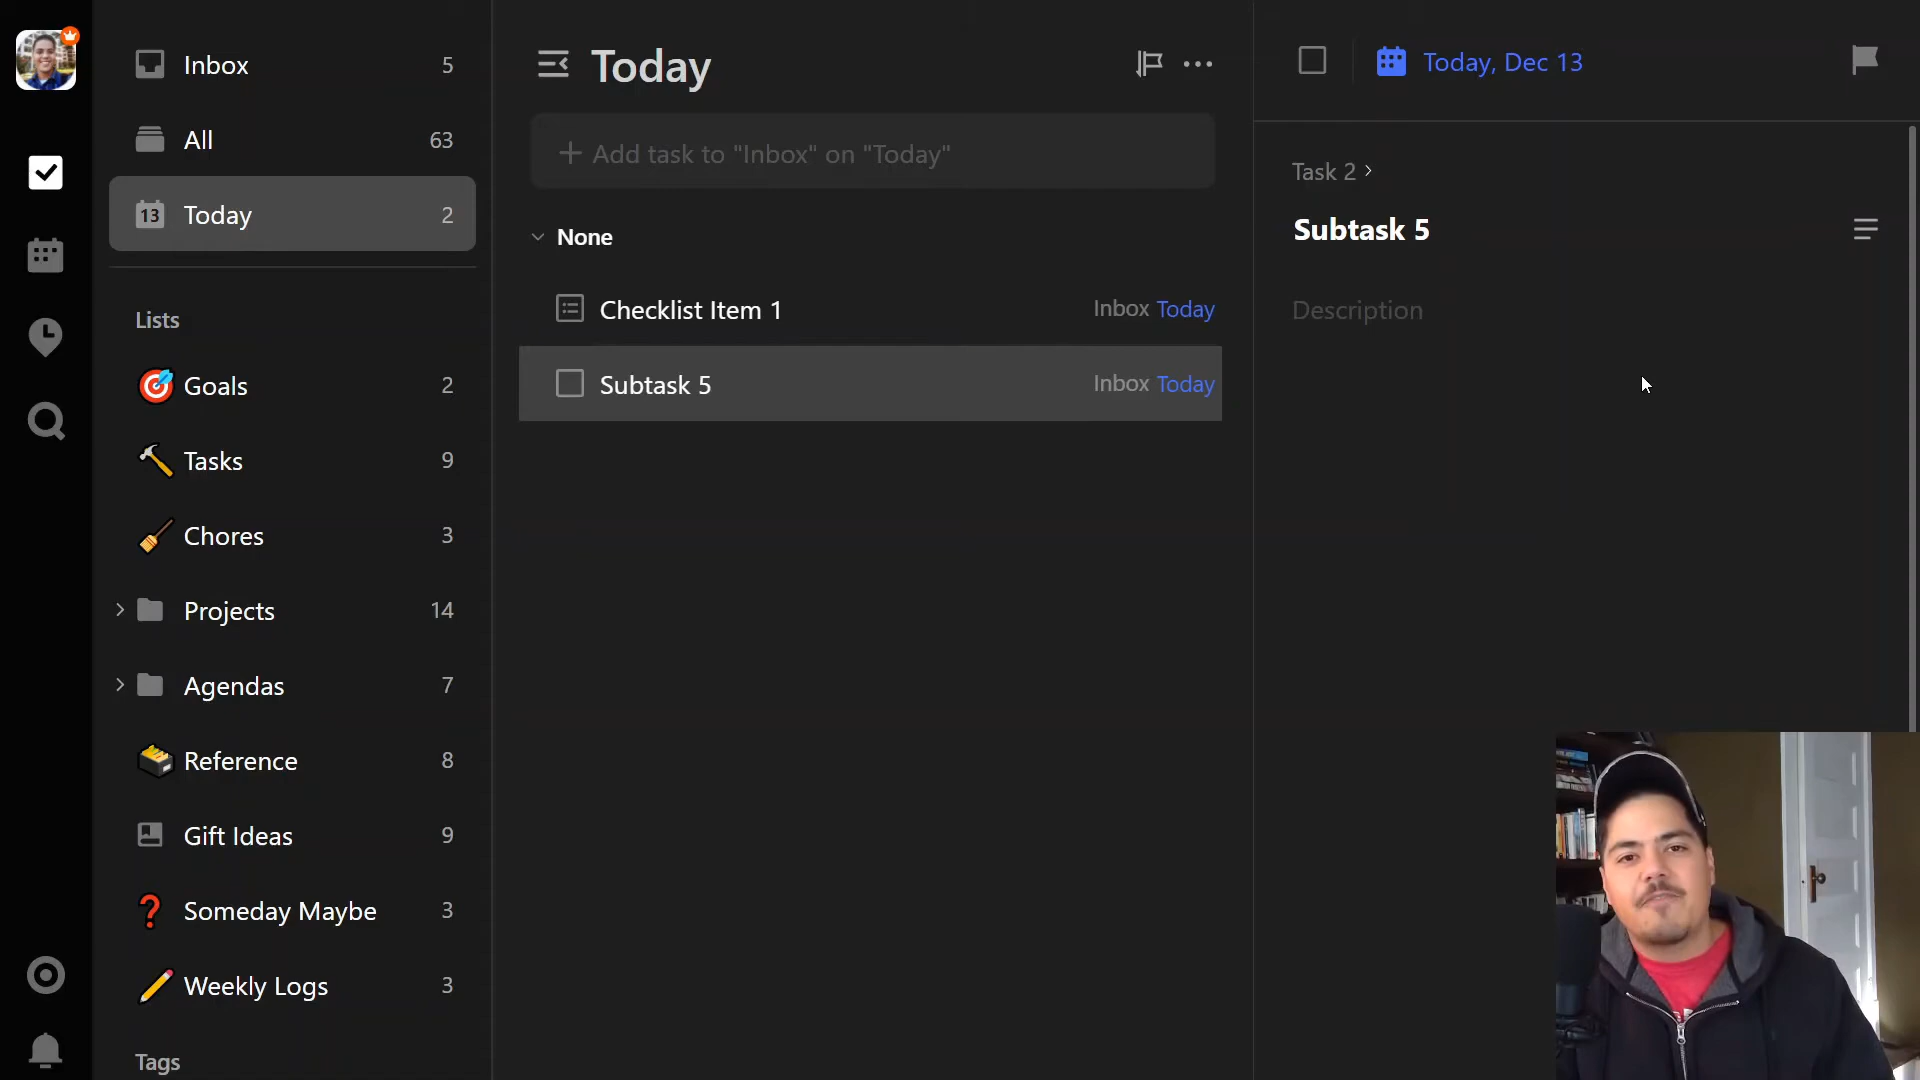 Inbox 5
All 63
13 Today 2
Lists
Goals 2
Tasks 9
Chores 3
Projects 14
Agendas 7
Reference 8
Gift Ideas 9
Someday Maybe 3
Weekly Logs 3
Tags
Today
+ Add task to "Inbox" on "Today"
None
Checklist Item 1 Inbox Today
Subtask 5 Inbox Today
Today, Dec 13
Task 2 >
Subtask 5
Description